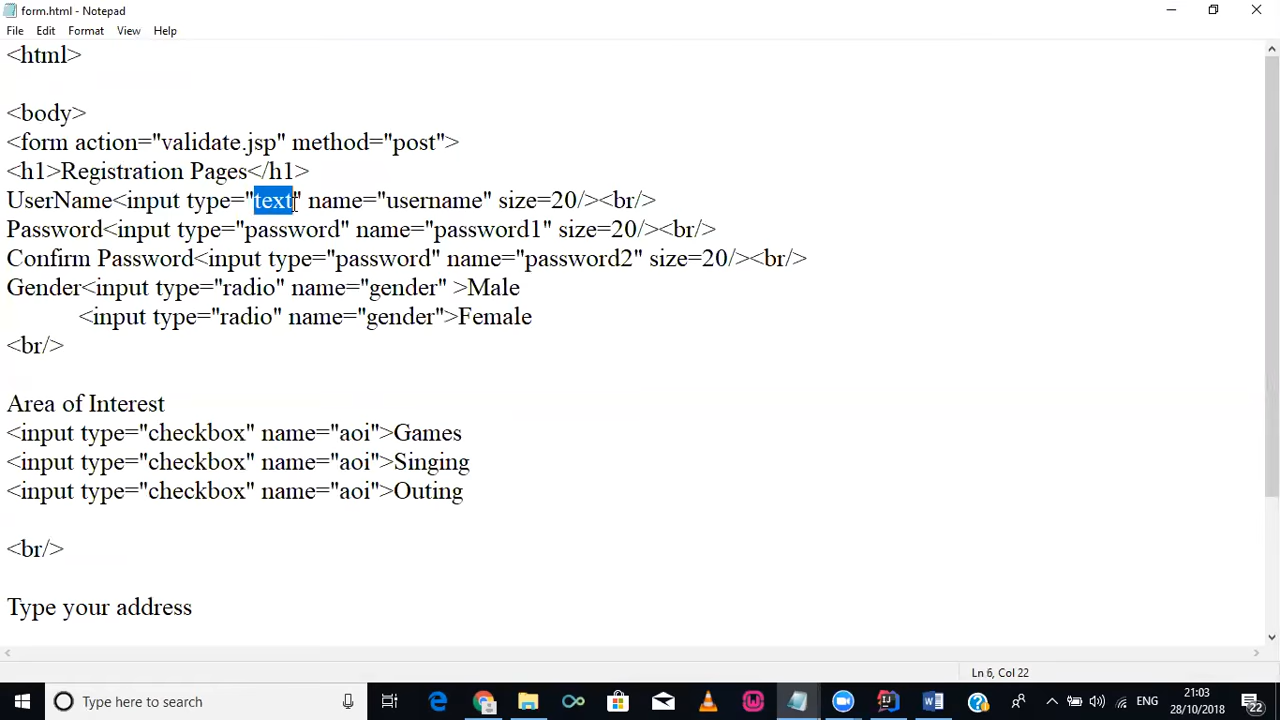 form.html - Notepad
File Edit Format View Help
<html>
<body>
<form action="validate.jsp" method="post">
<h1>Registration Pages</h1>
UserName<input type="text" name="username" size=20/><br/>
Password<input type="password" name="password1" size=20/><br/>
Confirm Password<input type="password" name="password2" size=20/><br/>
Gender<input type="radio" name="gender" >Male
<input type="radio" name="gender">Female
<br/>
Area of Interest
<input type="checkbox" name="aoi">Games
<input type="checkbox" name="aoi">Singing
<input type="checkbox" name="aoi">Outing
<br/>
Type your address
Ln 6, Col 22
Type here to search
ENG
21:03
28/10/2018
22